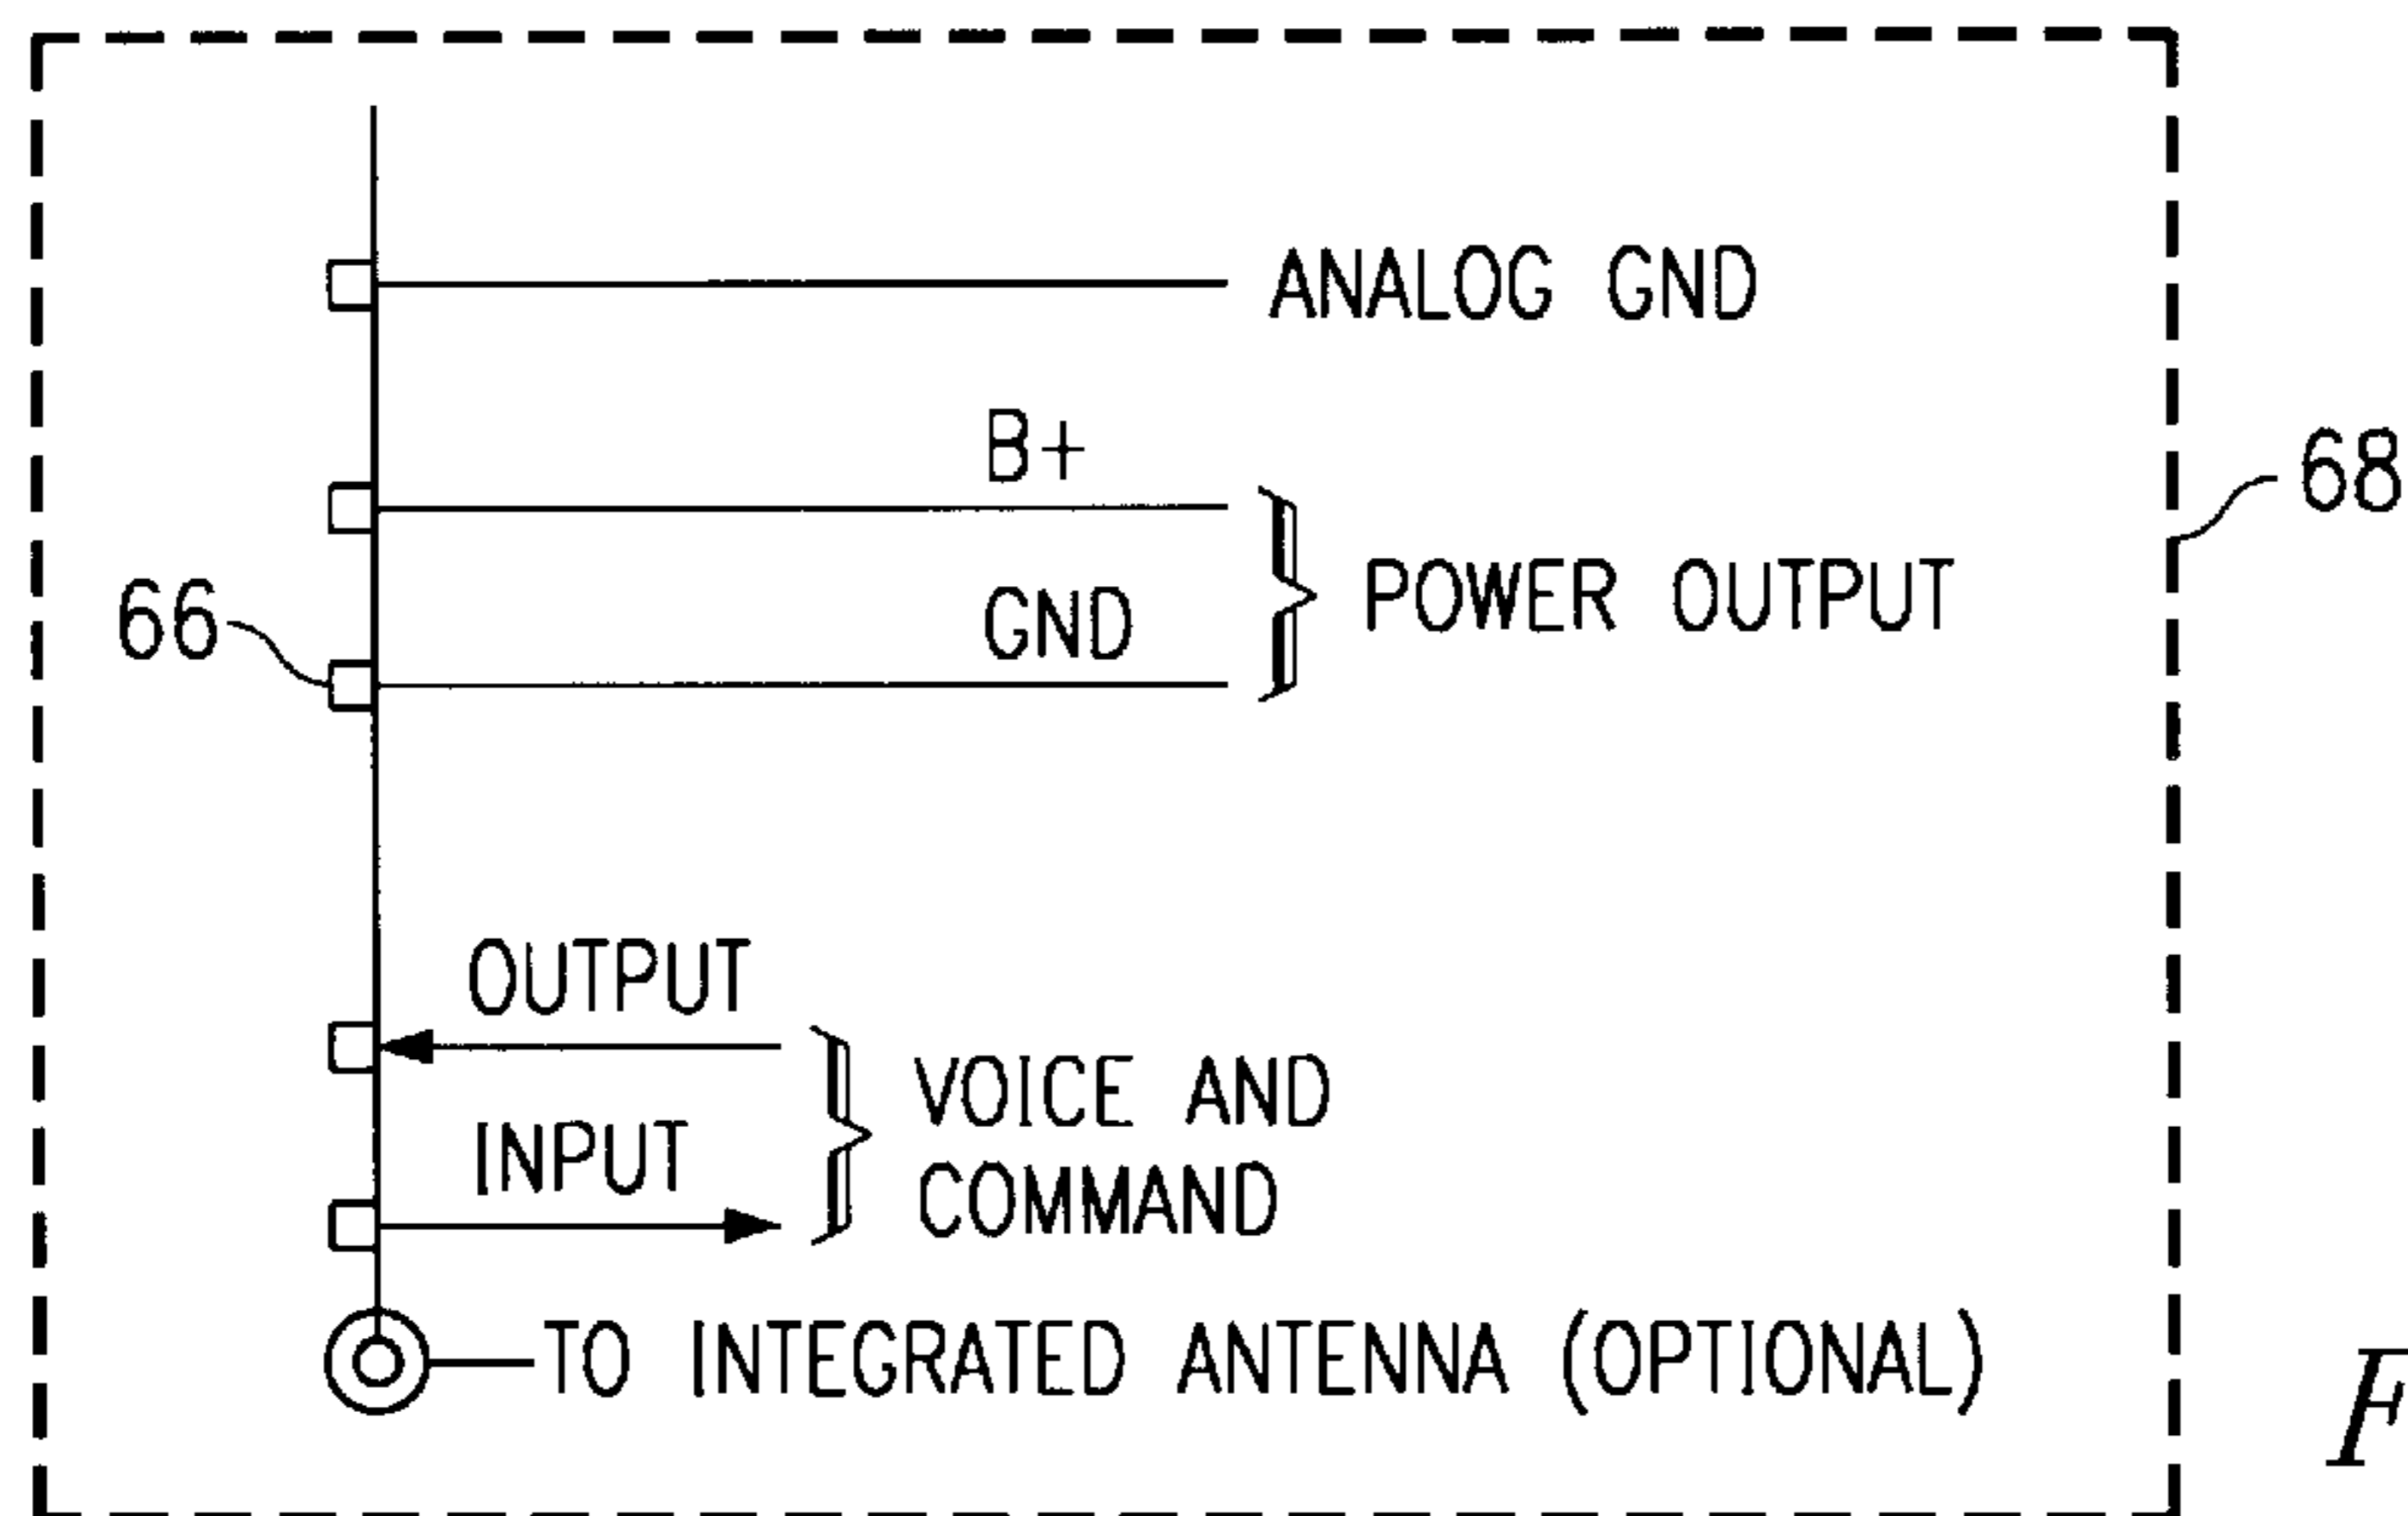 ANALOG GND
B+
68
POWER OUTPUT
66
GND
OUTPUT
VOICE AND
COMMAND
INPUT
TO INTEGRATED ANTENNA (OPTIONAL)
F